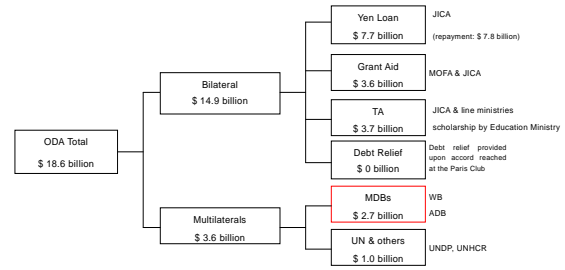 Yen Loan
$ 7.7 billion
JICA
(repayment: $ 7.8 billion)
Grant Aid
$ 3.6 billion
MOFA & JICA
Bilateral
$ 14.9 billion
TA
$ 3.7 billion
JICA & line ministries
scholarship by Education Ministry
ODA Total
$ 18.6 billion
Debt Relief
$ 0 billion
Debt relief provided
upon accord reached
at the Paris Club
MDBs
$ 2.7 billion
WB
ADB
Multilaterals
$ 3.6 billion
UN & others
$ 1.0 billion
UNDP, UNHCR